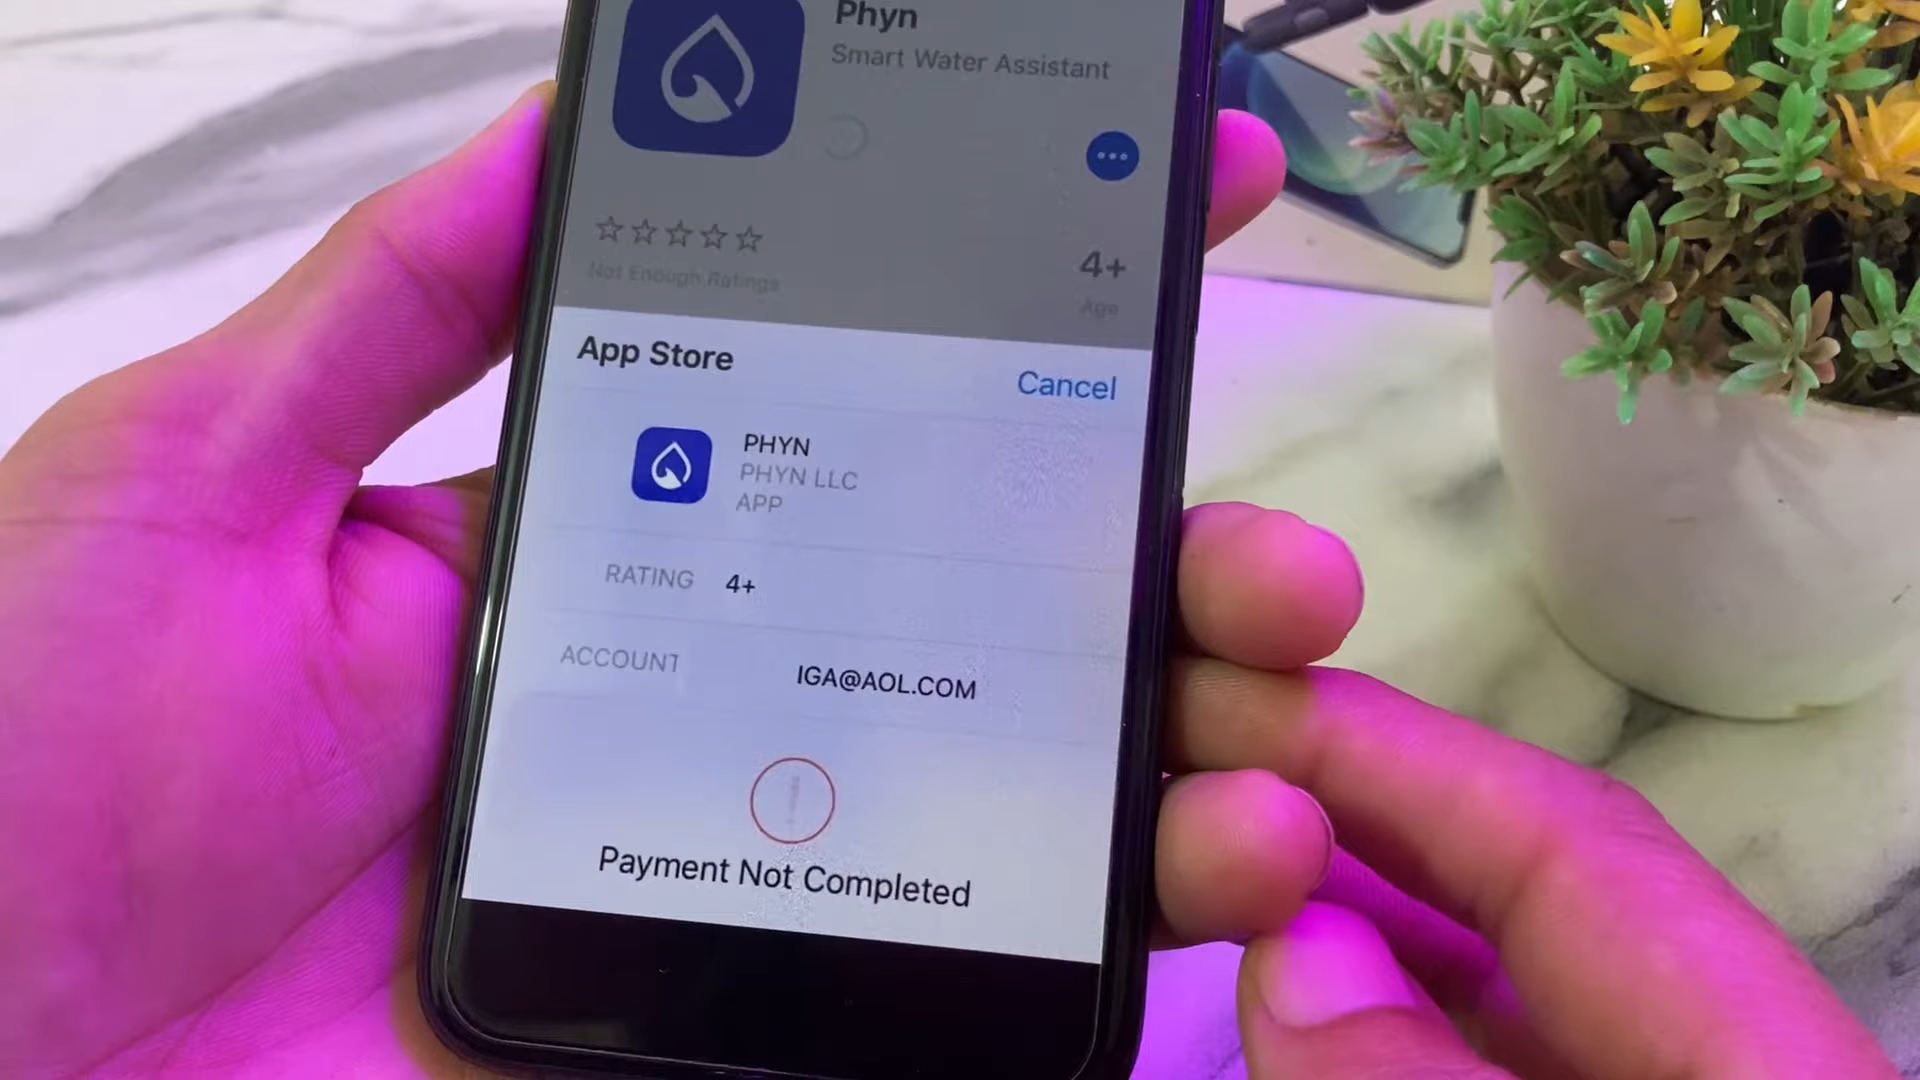 Phyn
Smart Water Assistant
Not Enough Ratings
4+
Age
App Store
Cancel
PHYN
PHYN LLC
APP
RATING 4+
ACCOUNT IGA@AOL.COM
Payment Not Completed